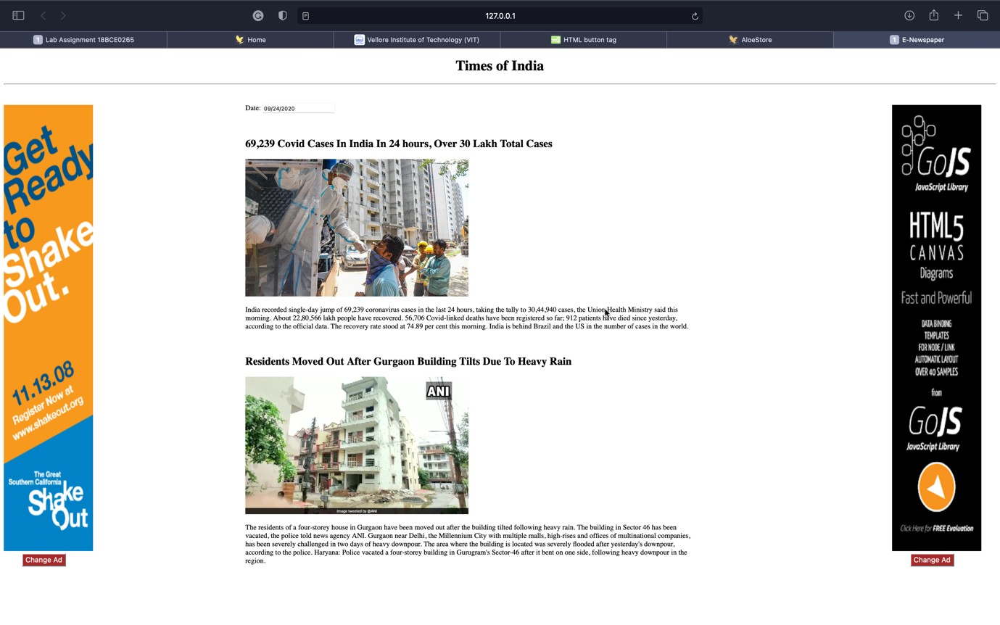 127.0.0.1
1 Lab Assignment 18BCE0265
Home
Vellore Institute of Technology (VIT)
HTML button tag
AloeStore
1 E-Newspaper
Times of India
Get
Ready
to
Shake
Out.
11.13.08
Register Now at
www.shakeout.org
The Great
Southern California
Shake
Out
Change Ad
Date: 09/24/2020
69,239 Covid Cases In India In 24 hours, Over 30 Lakh Total Cases
India recorded single-day jump of 69,239 coronavirus cases in the last 24 hours, taking the tally to 30,44,940 cases, the Union Health Ministry said this
morning. About 22,80,566 lakh people have recovered. 56,706 Covid-linked deaths have been registered so far; 912 patients have died since yesterday,
according to the official data. The recovery rate stood at 74.89 per cent this morning. India is behind Brazil and the US in the number of cases in the world.
Residents Moved Out After Gurgaon Building Tilts Due To Heavy Rain
ANI
Image tweeted by @ANI
The residents of a four-storey house in Gurgaon have been moved out after the building tilted following heavy rain. The building in Sector 46 has been
vacated, the police told news agency ANI. Gurgaon near Delhi, the Millennium City with multiple malls, high-rises and offices of multinational companies,
has been severely challenged in two days of heavy downpour. The area where the building is located was severely flooded after yesterday's downpour,
according to the police. Haryana: Police vacated a four-storey building in Gurugram's Sector-46 after it bent on one side, following heavy downpour in the
region.
GoJS
JavaScript Library
HTML5
CANVAS
Diagrams
Fast and Powerful
DATA BINDING
TEMPLATES
FOR NODE / LINK
AUTOMATIC LAYOUT
OVER 40 SAMPLES
from
GoJS
JavaScript Library
Click Here for FREE Evaluation
Change Ad